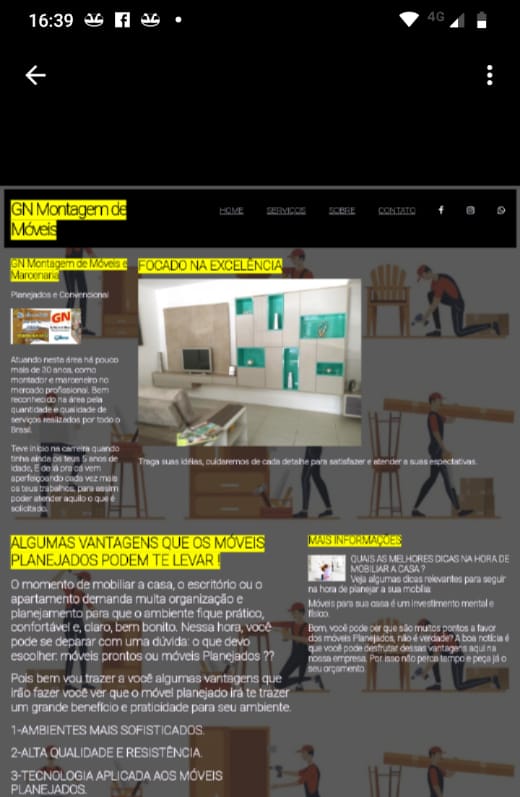 16:39
4G
GN Montagem de
Móveis
HOME SERVIÇOS SOBRE CONTATO
GN Montagem de Móveis e
Marcenaria
Planejados e Convencional
GN
Atuando nesta área há pouco
mais de 30 anos, como
montador e marceneiro no
mercado profissional. Bem
reconhecido na área pela
quantidade e qualidade de
serviços realizados por todo o
Brasil.
Teve início na carreira quando
tinha ainda os teus 5 anos de
idade, E de lá pra cá vem
aperfeiçoando cada vez mais
os teus trabalhos, para assim
poder atender aquilo o que é
solicitado.
FOCADO NA EXCELÊNCIA
Traga suas idéias, cuidaremos de cada detalhe para satisfazer e atender a suas espectativas.
ALGUMAS VANTAGENS QUE OS MÓVEIS
PLANEJADOS PODEM TE LEVAR !
O momento de mobiliar a casa, o escritório ou o
apartamento demanda muita organização e
planejamento para que o ambiente fique prático,
confortável e, claro, bem bonito. Nessa hora, você
pode se deparar com uma dúvida: o que devo
escolher: móveis prontos ou móveis Planejados ??
Pois bem vou trazer a você algumas vantagens que
irão fazer você ver que o móvel planejado irá te trazer
um grande benefício e praticidade para seu ambiente.
1-AMBIENTES MAIS SOFISTICADOS.
2-ALTA QUALIDADE E RESISTÊNCIA.
3-TECNOLOGIA APLICADA AOS MÓVEIS
PLANEJADOS.
MAIS INFORMAÇÕES
QUAIS AS MELHORES DICAS NA HORA DE
MOBILIAR A CASA ?
Veja algumas dicas relevantes para seguir
na hora de planejar a sua mobília:
Móveis para sua casa é um investimento mental e
físico.
Bom, você pode ver que são muitos pontos a favor
dos móveis Planejados, não é verdade? A boa notícia é
que você pode desfrutar dessas vantagens aqui na
nossa empresa. Por isso não perca tempo e peça já o
seu orçamento.